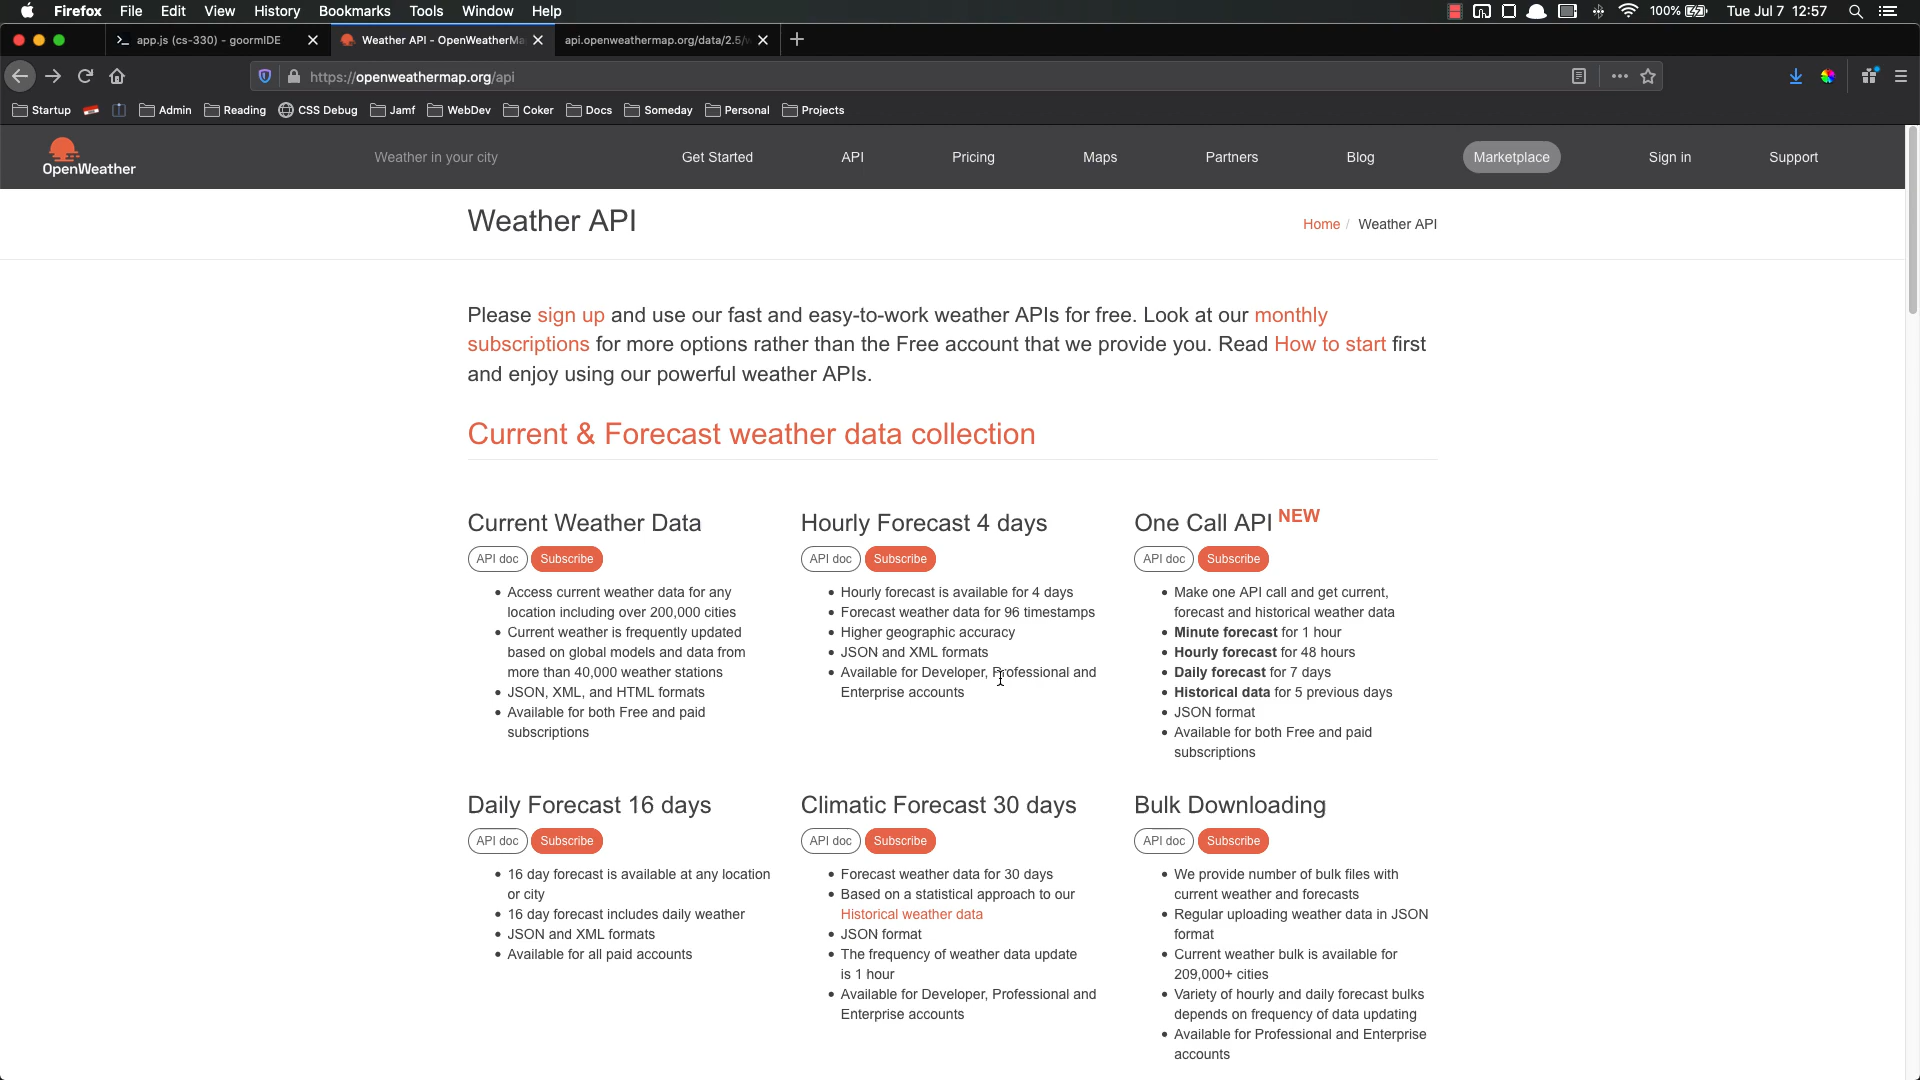 Firefox File Edit View History Bookmarks Tools Window Help 100% Tue Jul 7 12:57
app.js (cs-330) - goormIDE Weather API - OpenWeatherMa api.openweathermap.org/data/2.5/w
https://openweathermap.org/api
Startup Admin Reading CSS Debug Jamf WebDev Coker Docs Someday Personal Projects
OpenWeather Weather in your city Get Started API Pricing Maps Partners Blog Marketplace Sign in Support
Weather API
Home / Weather API
Please sign up and use our fast and easy-to-work weather APIs for free. Look at our monthly
subscriptions for more options rather than the Free account that we provide you. Read How to start first
and enjoy using our powerful weather APIs.
Current & Forecast weather data collection
Current Weather Data
API doc Subscribe
• Access current weather data for any
location including over 200,000 cities
• Current weather is frequently updated
based on global models and data from
more than 40,000 weather stations
• JSON, XML, and HTML formats
• Available for both Free and paid
subscriptions
Hourly Forecast 4 days
API doc Subscribe
• Hourly forecast is available for 4 days
• Forecast weather data for 96 timestamps
• Higher geographic accuracy
• JSON and XML formats
• Available for Developer, Professional and
Enterprise accounts
One Call API NEW
API doc Subscribe
• Make one API call and get current,
forecast and historical weather data
• Minute forecast for 1 hour
• Hourly forecast for 48 hours
• Daily forecast for 7 days
• Historical data for 5 previous days
• JSON format
• Available for both Free and paid
subscriptions
Daily Forecast 16 days
API doc Subscribe
• 16 day forecast is available at any location
or city
• 16 day forecast includes daily weather
• JSON and XML formats
• Available for all paid accounts
Climatic Forecast 30 days
API doc Subscribe
• Forecast weather data for 30 days
• Based on a statistical approach to our
Historical weather data
• JSON format
• The frequency of weather data update
is 1 hour
• Available for Developer, Professional and
Enterprise accounts
Bulk Downloading
API doc Subscribe
• We provide number of bulk files with
current weather and forecasts
• Regular uploading weather data in JSON
format
• Current weather bulk is available for
209,000+ cities
• Variety of hourly and daily forecast bulks
depends on frequency of data updating
• Available for Professional and Enterprise
accounts